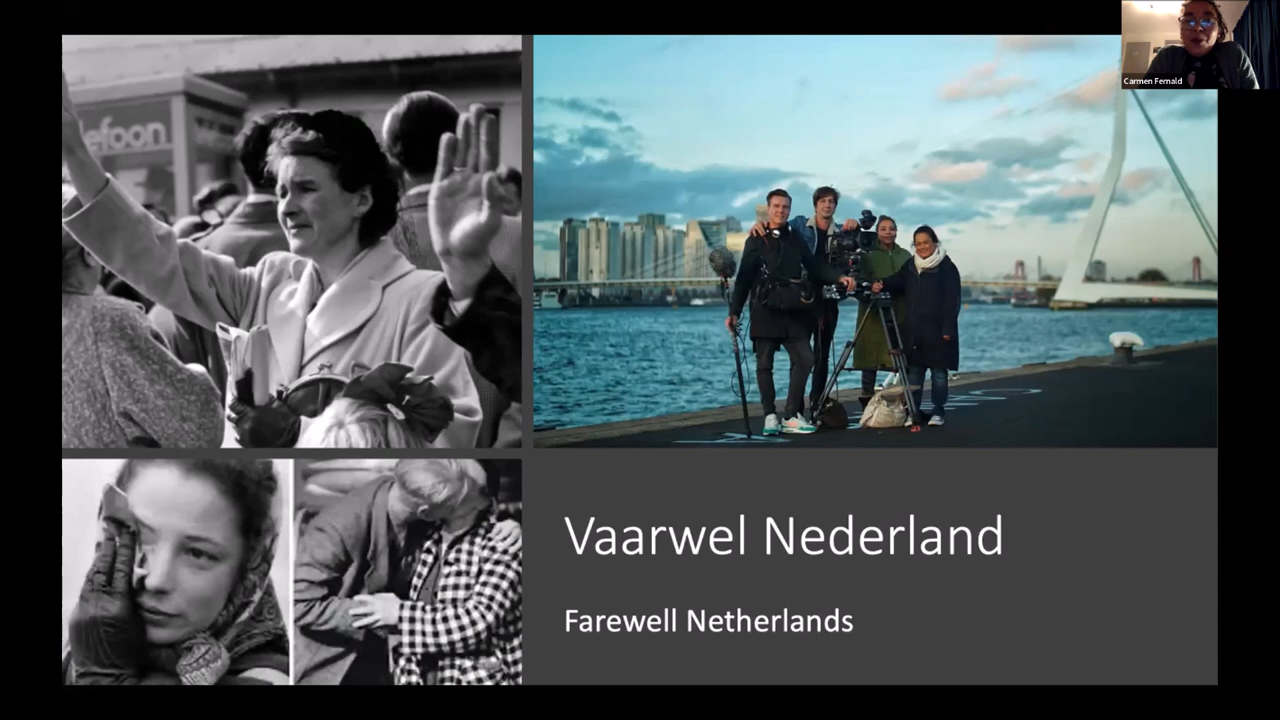 efoon
Carmen Fernald
Vaarwel Nederland
Farewell Netherlands